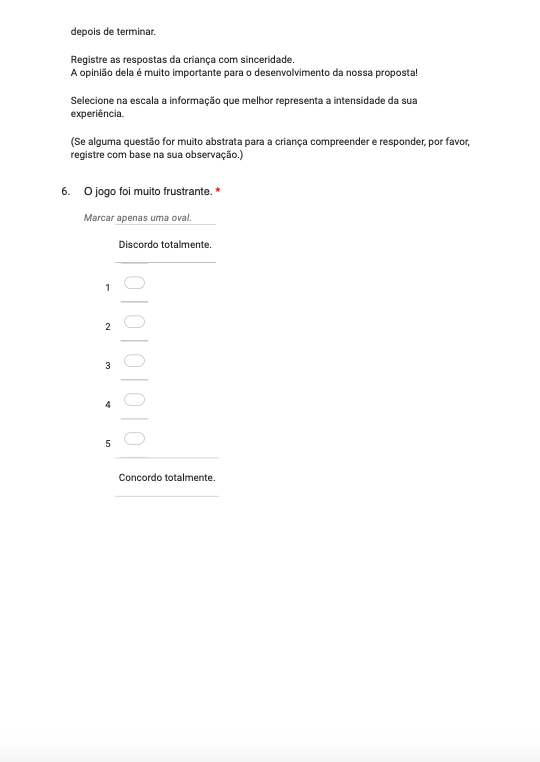 depois de terminar.
Registre as respostas da criança com sinceridade.
A opinião dela é muito importante para o desenvolvimento da nossa proposta!
Selecione na escala a informação que melhor representa a intensidade da sua
experiência.
(Se alguma questão for muito abstrata para a criança compreender e responder, por favor,
registre com base na sua observação.)
6. O jogo foi muito frustrante. *
Marcar apenas uma oval.
Discordo totalmente.
1
2
3
4
5
Concordo totalmente.